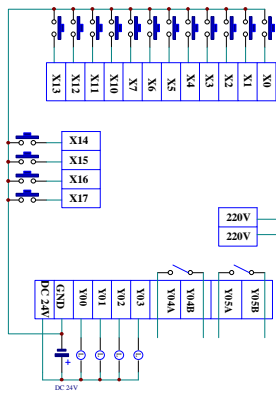 X13 X12 X11 X10 X7 X6 X5 X4 X3 X2 X1 X0
X14
X15
X16
X17
220V
220V
DC 24V GND Y00 Y01 Y02 Y03 Y04A Y04B Y05A Y05B
L L L L
+
DC 24V